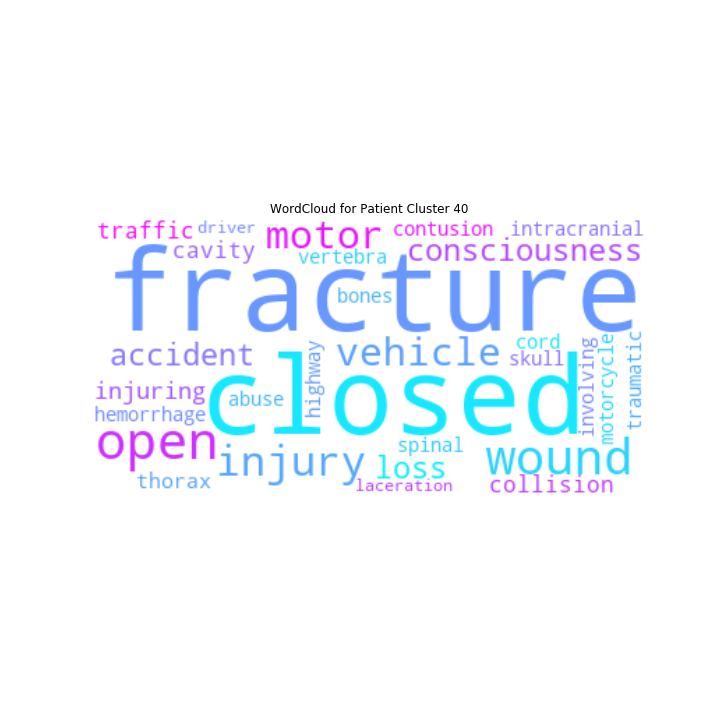 WordCloud for Patient Cluster 40
traffic
driver
motor
contusion
intracranial
cavity
vertebra
consciousness
fracture
bones
accident
highway
vehicle
cord
skull
involving
motorcycle
traumatic
injuring
hemorrhage
closed
abuse
open
injury
spinal
loss
wound
thorax
laceration
collision